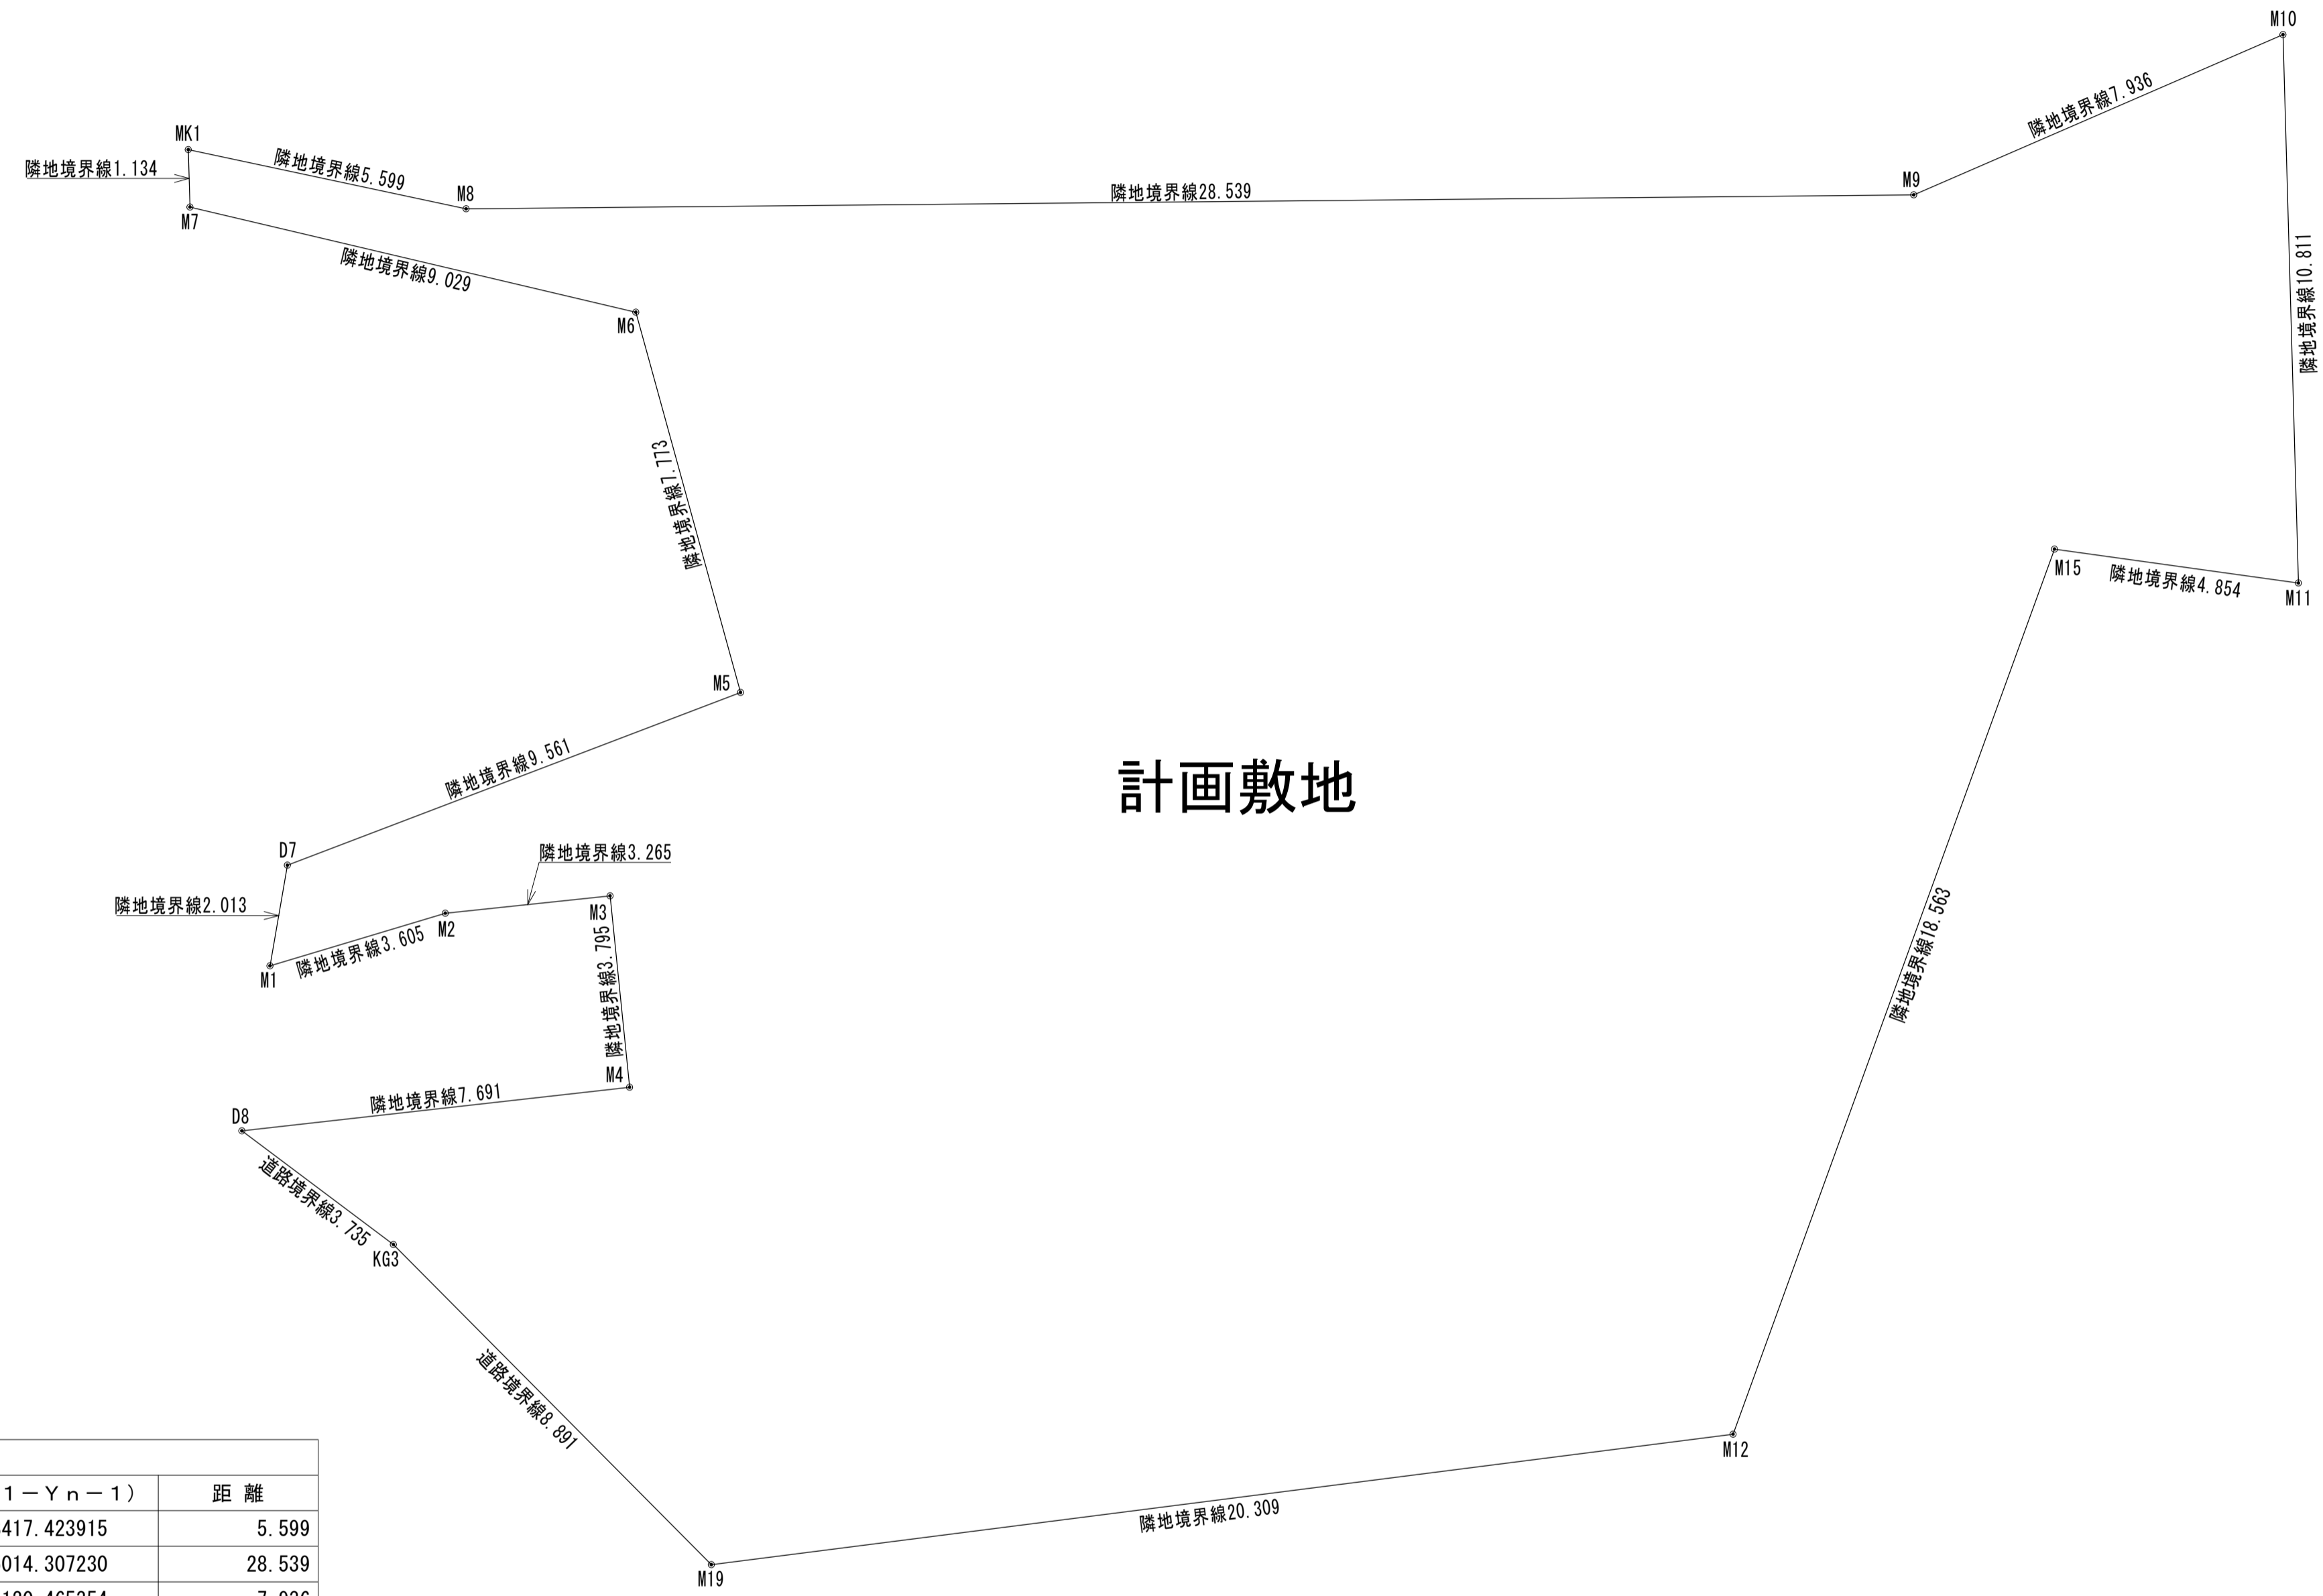 M10
隣地境界線7.936
MK1
隣地境界線1.134
隣地境界線5.599
M8
隣地境界線28.539
M9
M7
隣地境界線9.029
隣地境界線10.811
M6
隣地境界線7.773
M15
隣地境界線4.854
M11
M5
隣地境界線9.561
計画敷地
D7
隣地境界線3.265
隣地境界線2.013
M3
M2
隣地境界線3.605
M1
隣地境界線3.795
隣地境界線18.563
M4
隣地境界線7.691
D8
道路境界線3.735
KG3
道路境界線8.891
M12
隣地境界線20.309
M19
1－Yn－1) 距離
417.423915 5.599
014.307230 28.539